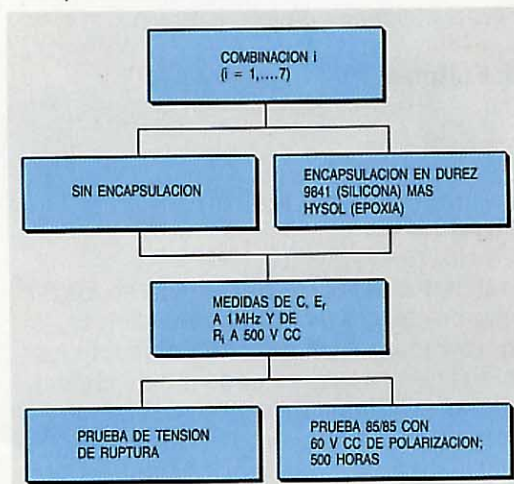 COMBINACION i
(i = 1,....7)
SIN ENCAPSULACION
ENCAPSULACION EN DUREZ
9841 (SILICONA) MAS
HYSOL (EPOXIA)
MEDIDAS DE C, Er
A 1 MHz Y DE
Ri A 500 V CC
PRUEBA DE TENSION
DE RUPTURA
PRUEBA 85/85 CON
60 V CC DE POLARIZACION;
500 HORAS